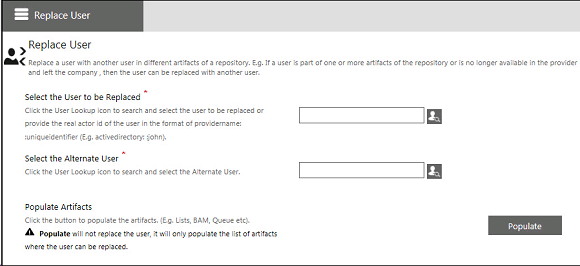 Replace User
Replace User
Replace a user with another user in different artifacts of a repository. E.g. If a user is part of one or more artifacts of the repository or is no longer available in the provider
and left the company , then the user can be replaced with another user.
Select the User to be Replaced *
Click the User Lookup icon to search and select the user to be replaced or
provide the real actor id of the user in the format of providername:
:uniqueidentifier (E.g. activedirectory: :john).
Select the Alternate User *
Click the User Lookup icon to search and select the Alternate User.
Populate Artifacts
Click the button to populate the artifacts. (E.g. Lists, BAM, Queue etc).
Populate will not replace the user, it will only populate the list of artifacts
where the user can be replaced.
Populate